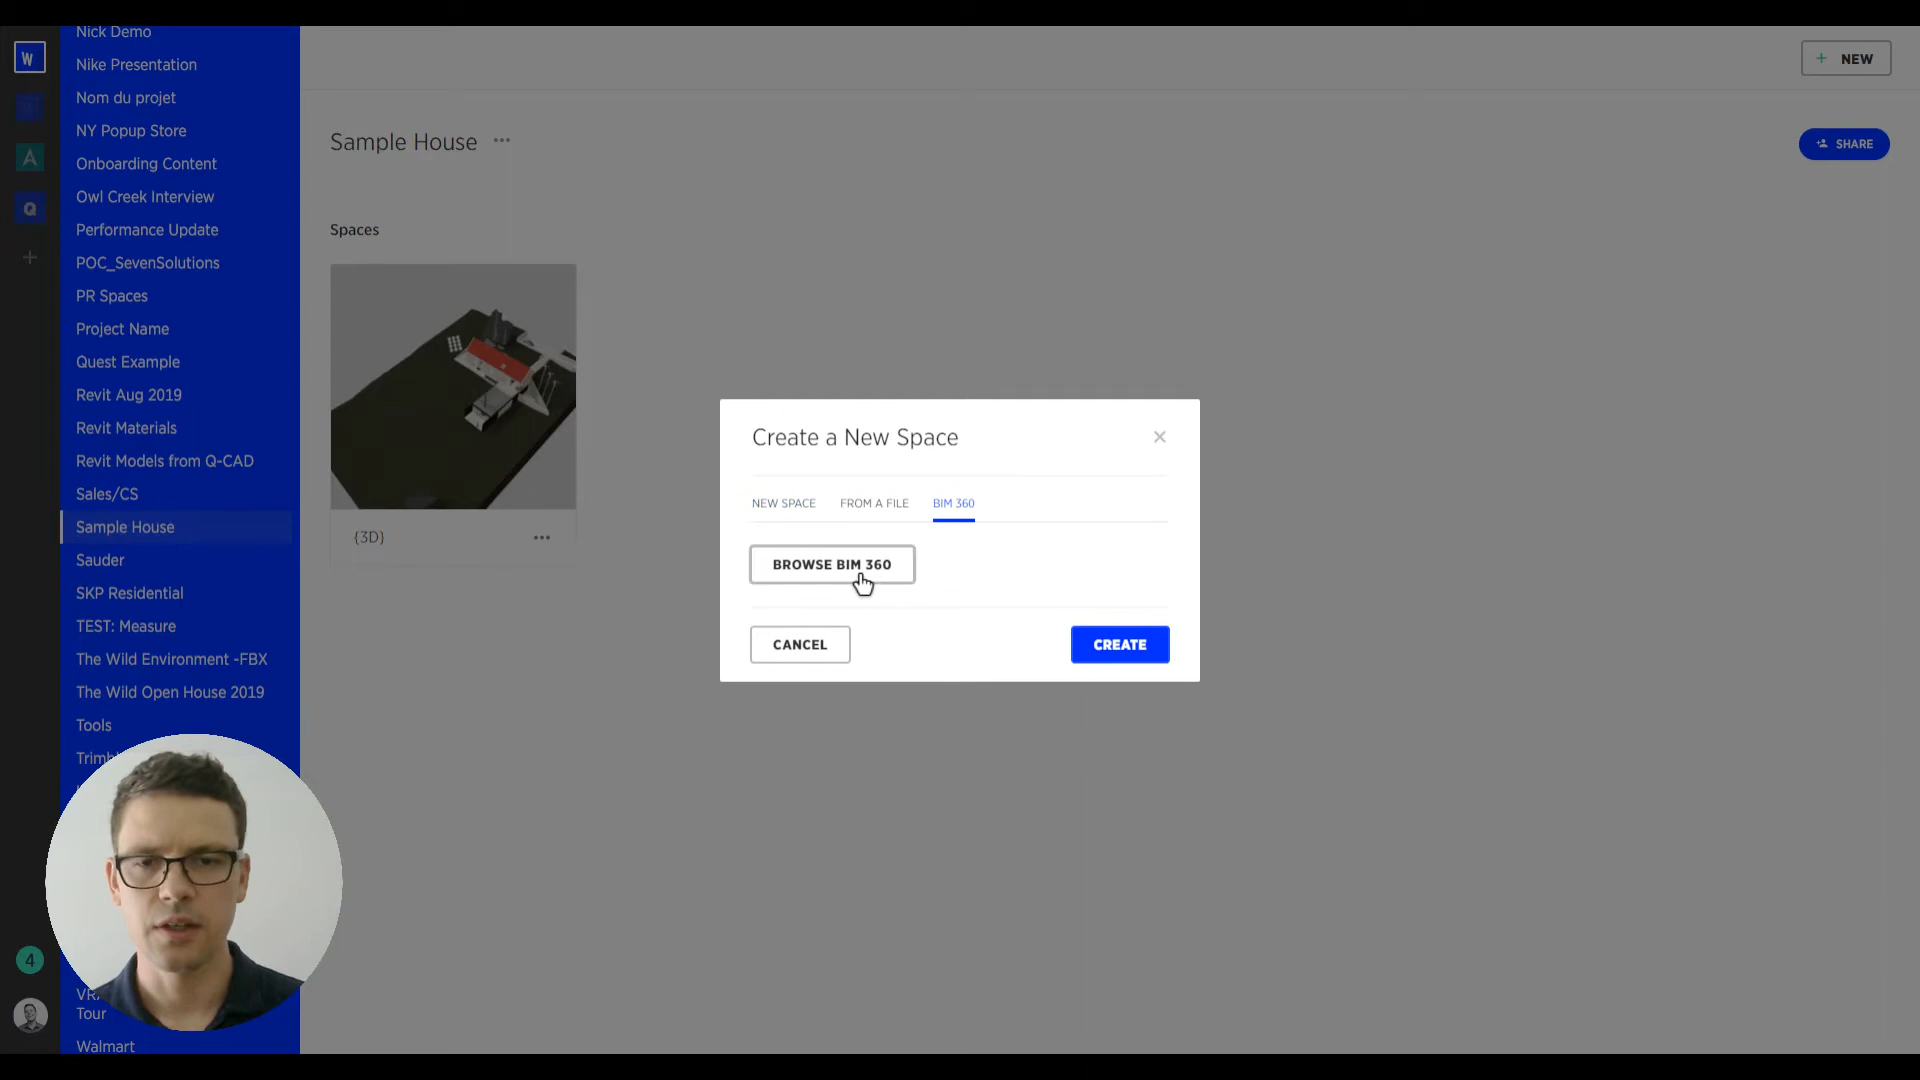 W
A
Q
4
Nick Demo
Nike Presentation
Nom du projet
NY Popup Store
Onboarding Content
Owl Creek Interview
Performance Update
POC_SevenSolutions
PR Spaces
Project Name
Quest Example
Revit Aug 2019
Revit Materials
Revit Models from Q-CAD
Sales/CS
Sample House
Sauder
SKP Residential
TEST: Measure
The Wild Environment -FBX
The Wild Open House 2019
Tools
Tour
Walmart
+ NEW
Sample House ···
SHARE
Spaces
{3D} ···
Create a New Space
NEW SPACE FROM A FILE BIM 360
BROWSE BIM 360
CANCEL CREATE